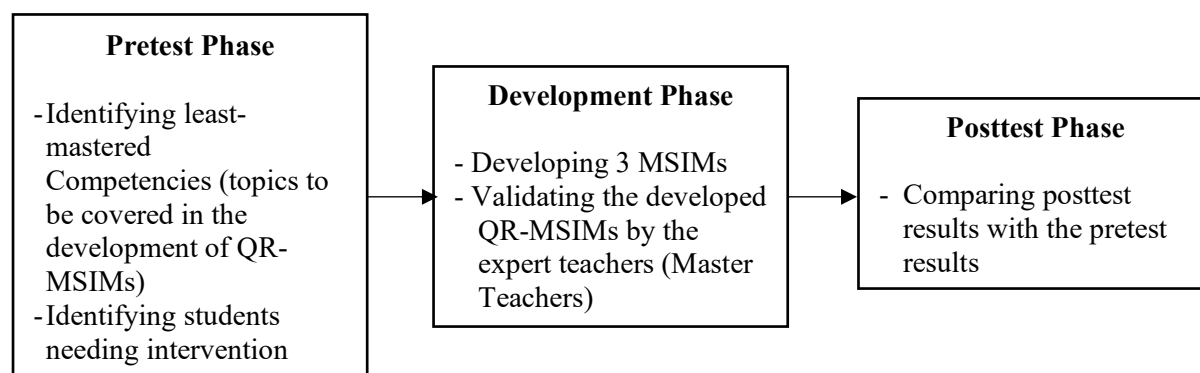 Pretest Phase
-Identifying least-
mastered
Competencies (topics to
be covered in the
development of QR-
MSIMs)
-Identifying students
needing intervention
Development Phase
- Developing 3 MSIMs
- Validating the developed
QR-MSIMs by the
expert teachers (Master
Teachers)
Posttest Phase
- Comparing posttest
results with the pretest
results